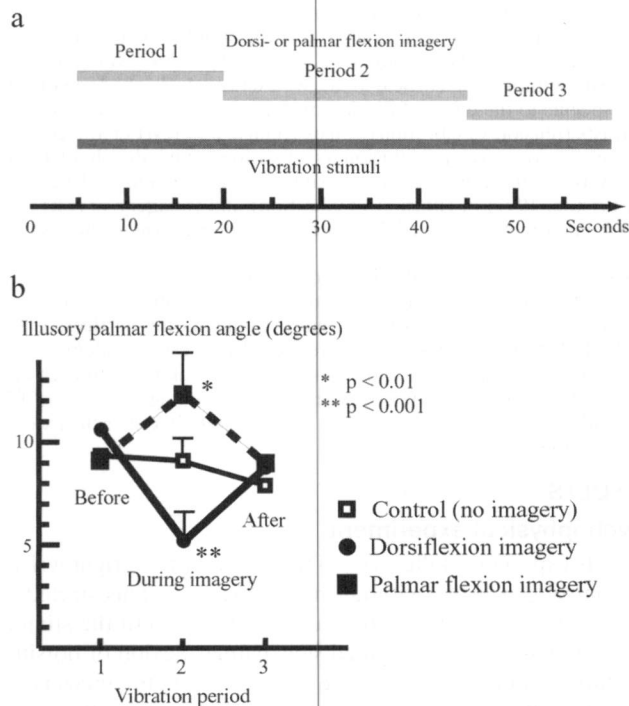 a
Dorsi- or palmar flexion imagery
Period 1
Period 2
Period 3
Vibration stimuli
0 10 20 30 40 50 Seconds
b
Illusory palmar flexion angle (degrees)
* p < 0.01
** p < 0.001
*
10
Before
After
5
**
During imagery
1 2 3
Vibration period
Control (no imagery)
Dorsiflexion imagery
Palmar flexion imagery